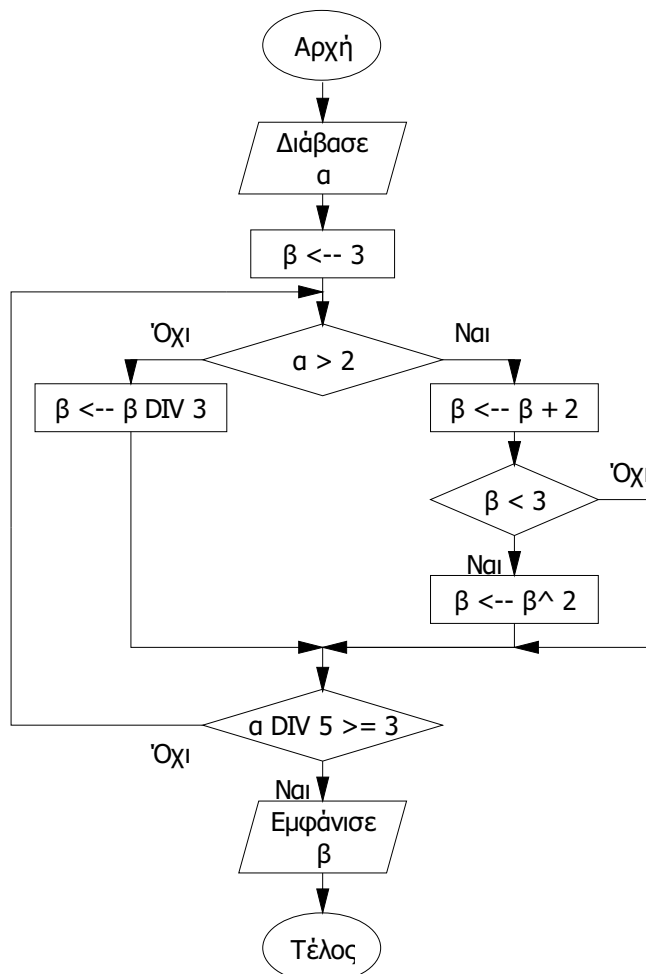 Αρχή
Διάβασε
α
β <-- 3
Όχι
Ναι
α > 2
β <-- β DIV 3
β <-- β + 2
Όχι
β < 3
Ναι
β <-- β^ 2
α DIV 5 >= 3
Όχι
Ναι
Εμφάνισε
β
Τέλος